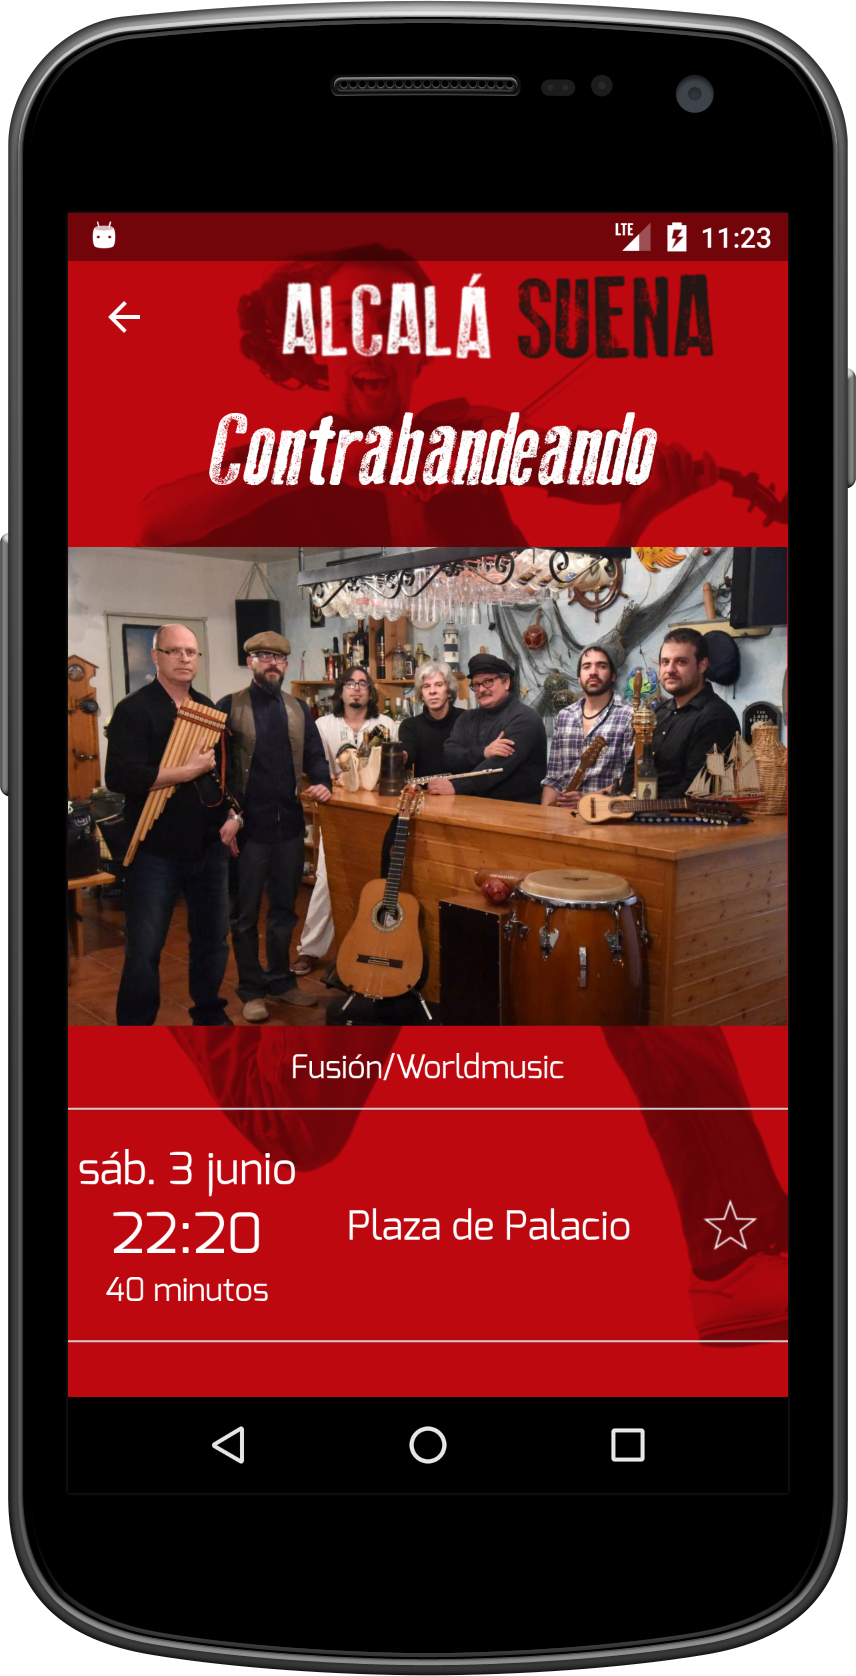 LTE 11:23
ALCALÁ SUENA
Contrabandeando
Fusión/Worldmusic
sáb. 3 junio
22:20
40 minutos
Plaza de Palacio